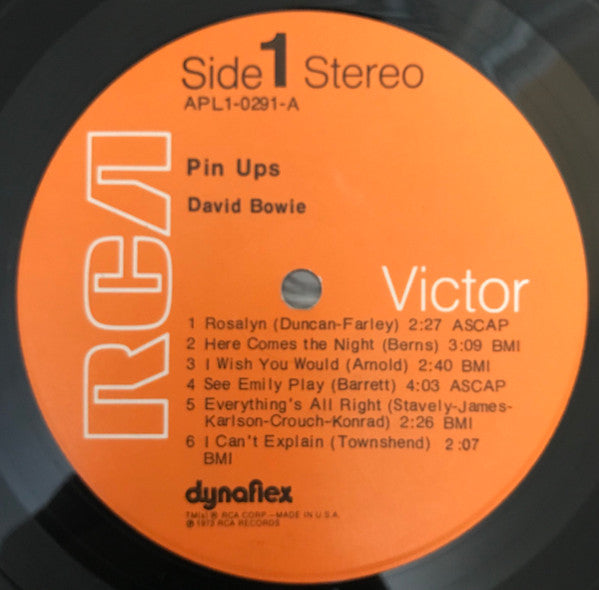 Side 1 Stereo
APL1-0291-A
Pin Ups
David Bowie
RCA
Victor
1 Rosalyn (Duncan-Farley) 2:27 ASCAP
2 Here Comes the Night (Berns) 3:09 BMI
3 I Wish You Would (Arnold) 2:40 BMI
4 See Emily Play (Barrett) 4:03 ASCAP
5 Everything's All Right (Stavely-James-
Karlson-Crouch-Konrad) 2:26 BMI
6 I Can't Explain (Townshend) 2:07
BMI
dynaflex
TM(s) ® RCA CORP.—MADE IN U.S.A.
℗ 1973 RCA RECORDS